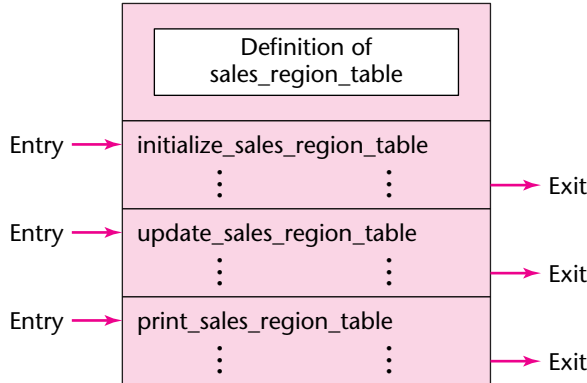 Definition of
sales_region_table
Entry
initialize_sales_region_table
Exit
Entry
update_sales_region_table
Exit
Entry
print_sales_region_table
Exit